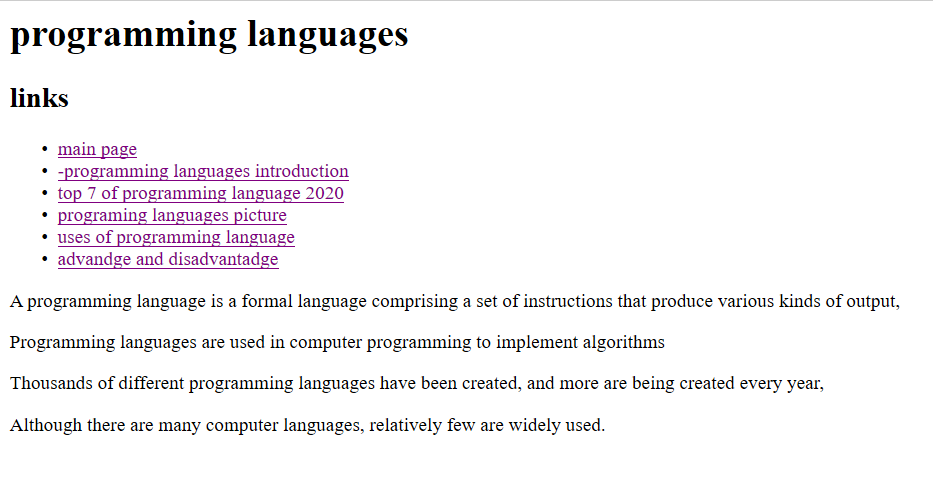 programming languages
links
• main page
• -programming languages introduction
• top 7 of programming language 2020
• programing languages picture
• uses of programming language
• advandge and disadvantadge
A programming language is a formal language comprising a set of instructions that produce various kinds of output,
Programming languages are used in computer programming to implement algorithms
Thousands of different programming languages have been created, and more are being created every year,
Although there are many computer languages, relatively few are widely used.